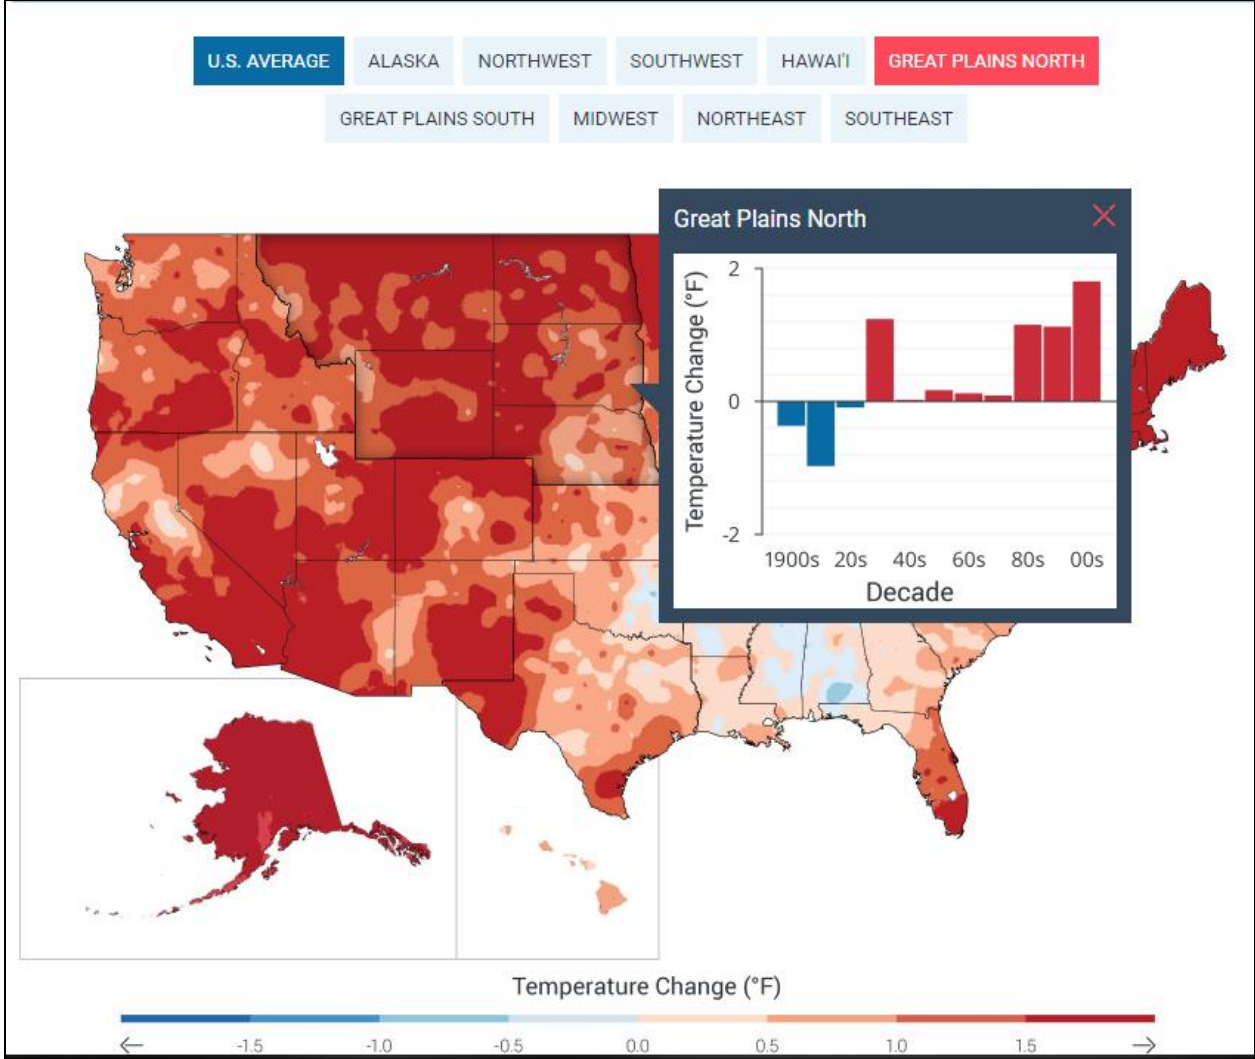 U.S. AVERAGE ALASKA NORTHWEST SOUTHWEST HAWAI'I GREAT PLAINS NORTH
GREAT PLAINS SOUTH MIDWEST NORTHEAST SOUTHEAST
Great Plains North
Temperature Change (°F)
2
0
-2
1900s 20s 40s 60s 80s 00s
Decade
Temperature Change (°F)
-1.5 -1.0 -0.5 0.0 0.5 1.0 1.5